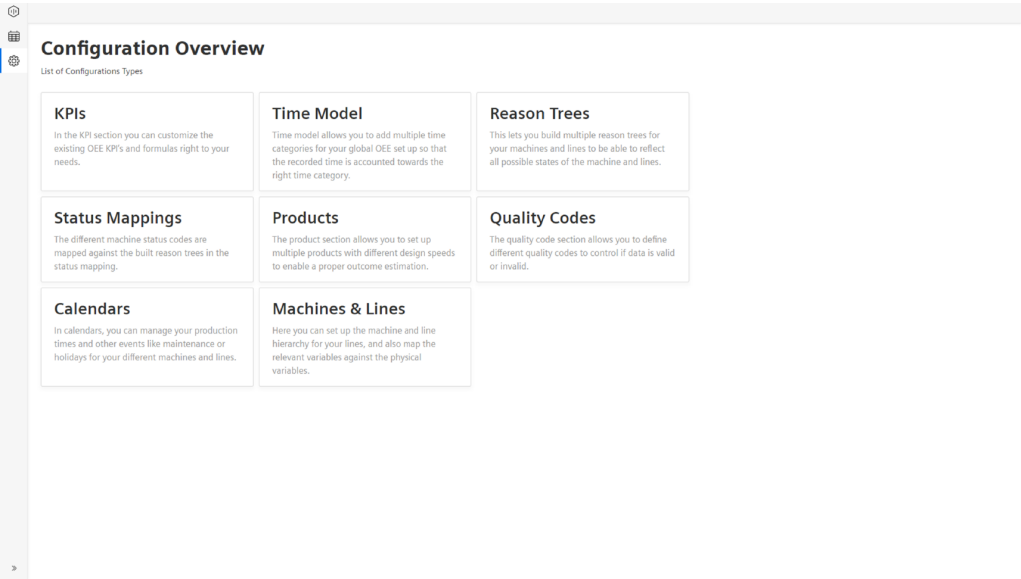 Configuration Overview
List of Configurations Types
KPIs
In the KPI section you can customize the
existing OEE KPI's and formulas right to your
needs.
Time Model
Time model allows you to add multiple time
categories for your global OEE set up so that
the recorded time is accounted towards the
right time category.
Reason Trees
This lets you build multiple reason trees for
your machines and lines to be able to reflect
all possible states of the machine and lines.
Status Mappings
The different machine status codes are
mapped against the built reason trees in the
status mapping.
Products
The product section allows you to set up
multiple products with different design speeds
to enable a proper outcome estimation.
Quality Codes
The quality code section allows you to define
different quality codes to control if data is valid
or invalid.
Calendars
In calendars, you can manage your production
times and other events like maintenance or
holidays for your different machines and lines.
Machines & Lines
Here you can set up the machine and line
hierarchy for your lines, and also map the
relevant variables against the physical
variables.